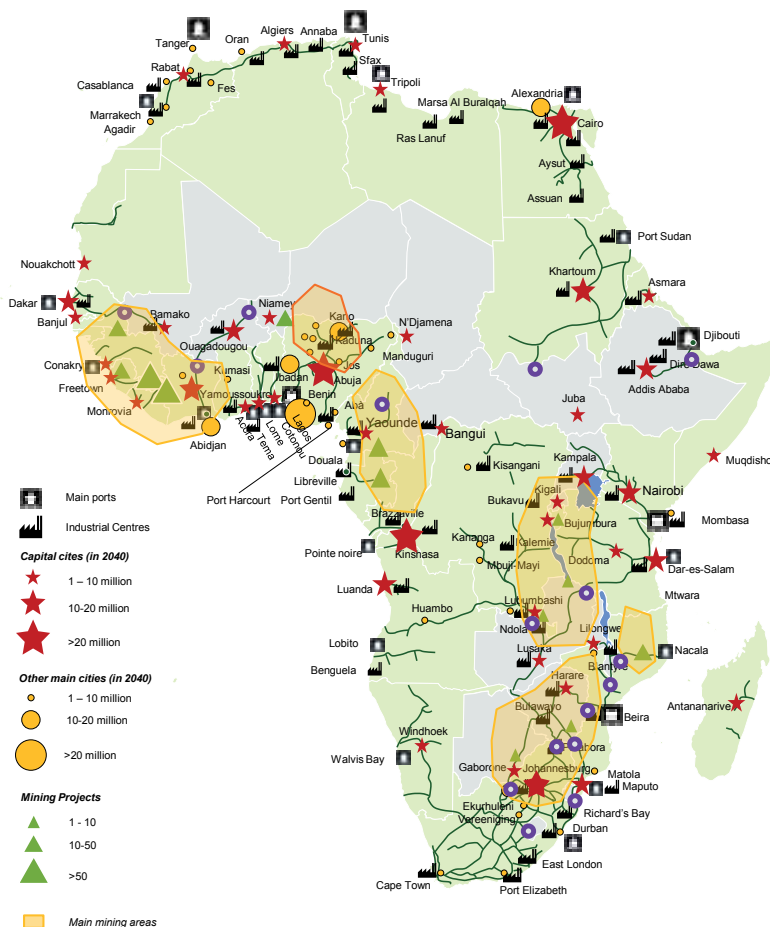 Tanger
Oran
Algiers
Annaba
Tunis
Sfax
Rabat
Casablanca
Fes
Tripoli
Marsa Al Buralqah
Alexandria
Marrakech
Agadir
Ras Lanuf
Cairo
Aysut
Assuan
Port Sudan
Nouakchott
Khartoum
Asmara
Dakar
Banjul
Bamako
Niamey
Kano
N'Djamena
Ouagadougou
Kaduna
Manduguri
Djibouti
Dire Dawa
Conakry
Kumasi
Ibadan
Jos
Abuja
Addis Ababa
Freetown
Yamoussoukro
Benin
Aba
Monrovia
Accra
Tema
Lome
Cotonou
Lagos
Yaounde
Juba
Abidjan
Bangui
Muqdisho
Douala
Kisangani
Kampala
Port Harcourt
Libreville
Port Gentil
Bukavu
Kigali
Nairobi
Main ports
Brazzaville
Bujumbura
Mombasa
Industrial Centres
Kananga
Kalemie
Pointe noire
Kinshasa
Mbuji-Mayi
Dodoma
Dar-es-Salam
Capital cites (in 2040)
1 – 10 million
Luanda
Mtwara
10-20 million
Huambo
Lubumbashi
Ndola
Lilongwe
>20 million
Lobito
Lusaka
Blantyre
Nacala
Benguela
Other main cities (in 2040)
Harare
1 – 10 million
Bulawayo
Beira
Antananarive
10-20 million
Windhoek
>20 million
Walvis Bay
Gaborone
Johannesburg
Matola
Maputo
Mining Projects
Ekurhuleni
Vereeniging
Richard's Bay
1 - 10
Durban
10-50
East London
>50
Cape Town
Port Elizabeth
Main mining areas